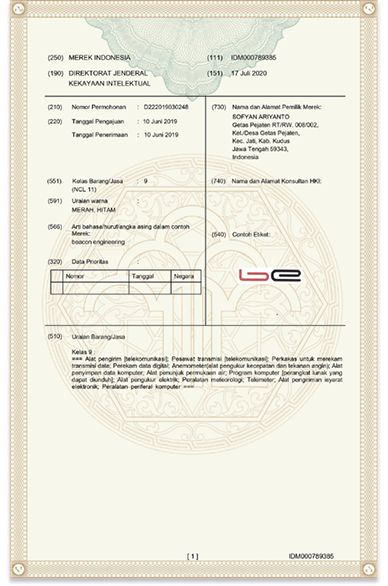 (250) MEREK INDONESIA
(111) IDM000789385
(190) DIREKTORAT JENDERAL
KEKAYAAN INTELEKTUAL
(151) 17 Juli 2020
(210) Nomor Permohonan : D222019030248
(220) Tanggal Pengajuan : 10 Juni 2019
Tanggal Penerimaan : 10 Juni 2019
(730) Nama dan Alamat Pemilik Merek:
SOFYAN ARIYANTO
Getas Pejaten RT/RW. 008/002,
Kel./Desa Getas Pejaten,
Kec. Jati, Kab. Kudus
Jawa Tengah 59343,
Indonesia
(551) Kelas Barang/Jasa : 9
(NCL 11)
(740) Nama dan Alamat Konsultan HKI:
(591) Uraian warna :
MERAH, HITAM
(566) Arti bahasa/huruf/angka asing dalam contoh
Merek:
beacon engineering
(540) Contoh Etiket:
be
(320) Data Prioritas :
Nomor Tanggal Negara
(510) Uraian Barang/Jasa
Kelas 9 :
=== Alat pengirim [telekomunikasi]; Pesawat transmisi [telekomunikasi]; Perkakas untuk merekam
transmisi data; Perekam data digital; Anemometer(alat pengukur kecepatan dan tekanan angin); Alat
penyimpan data komputer; Alat penunjuk permukaan air; Program komputer [perangkat lunak yang
dapat diunduh]; Alat pengukur elektrik; Peralatan meteorologi; Telemeter; Alat pengiriman isyarat
elektronik; Peralatan periferal komputer ===
[ 1 ]
IDM000789385